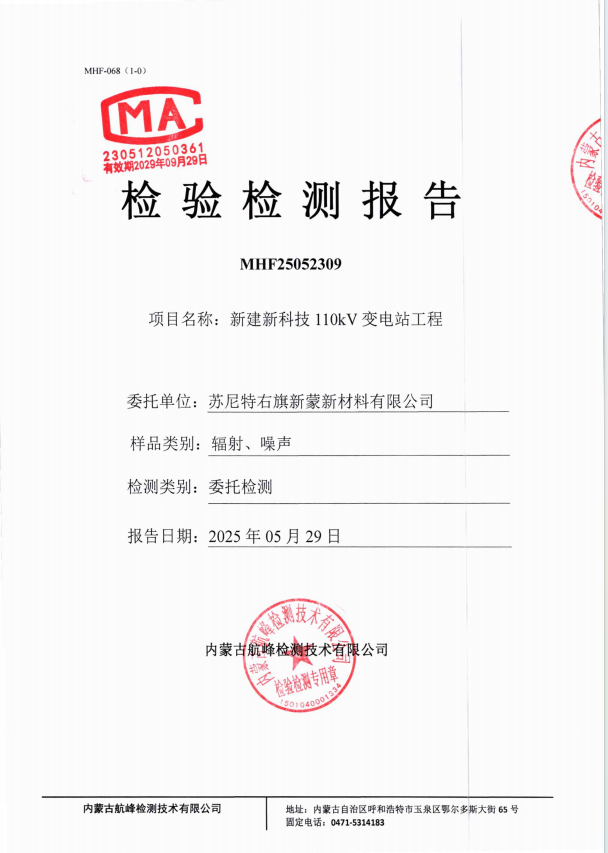 MHF-068（1-0）
MA
230512050361
有效期2029年09月29日
检验检测报告
MHF25052309
项目名称：新建新科技 110kV 变电站工程
委托单位：苏尼特右旗新蒙新材料有限公司
样品类别：辐射、噪声
检测类别：委托检测
报告日期：2025 年 05 月 29 日
内蒙古航峰检测技术有限公司
内蒙古航峰检测技术有限公司
检验检测专用章
1501040001334
内蒙古航峰检测技术有限公司
地址：内蒙古自治区呼和浩特市玉泉区鄂尔多斯大街 65 号
固定电话：0471-5314183